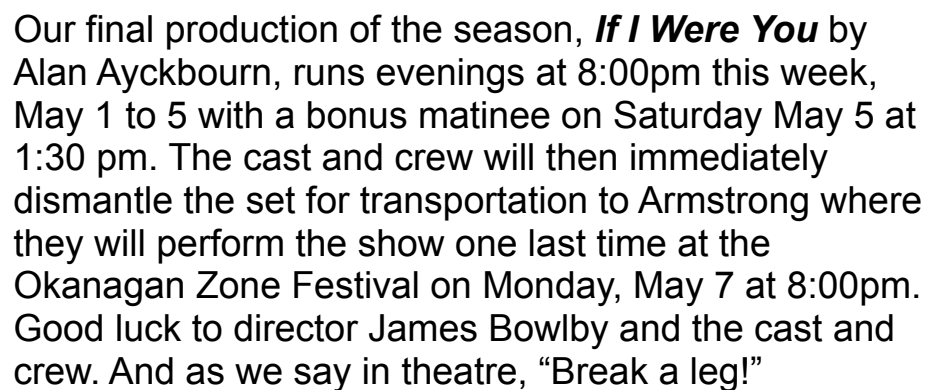 Our final production of the season, If I Were You by
Alan Ayckbourn, runs evenings at 8:00pm this week,
May 1 to 5 with a bonus matinee on Saturday May 5 at
1:30 pm. The cast and crew will then immediately
dismantle the set for transportation to Armstrong where
they will perform the show one last time at the
Okanagan Zone Festival on Monday, May 7 at 8:00pm.
Good luck to director James Bowlby and the cast and
crew. And as we say in theatre, “Break a leg!”